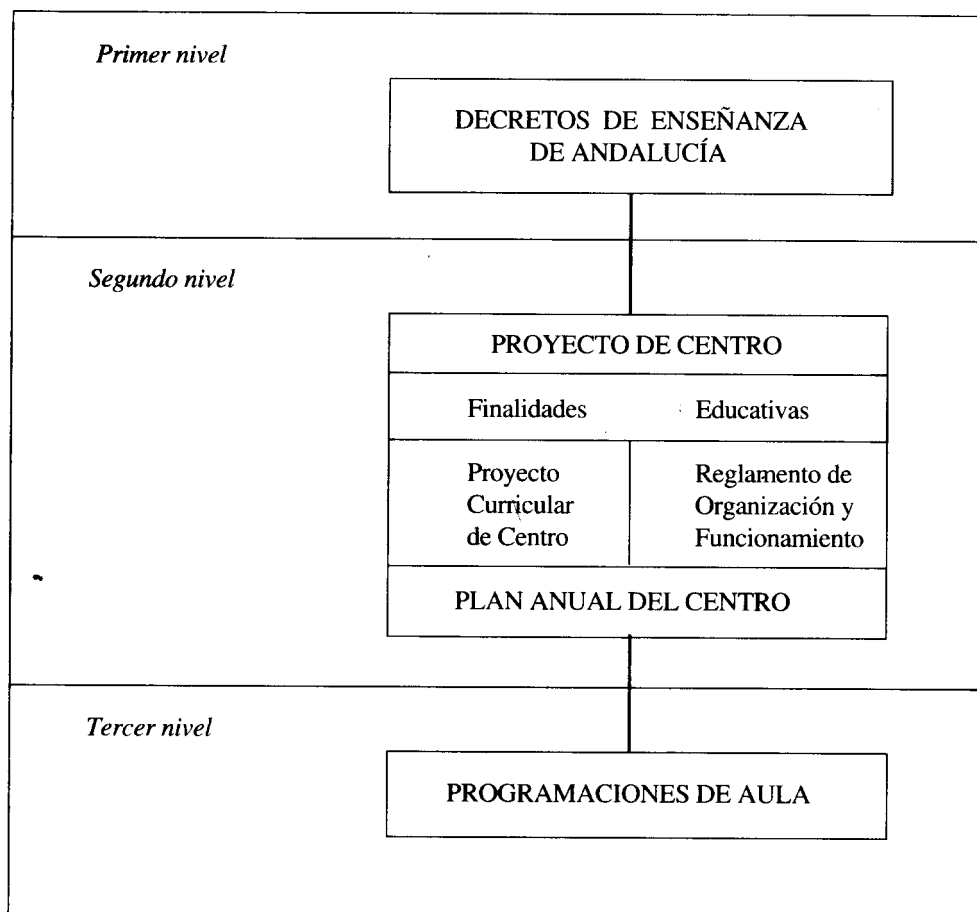 Primer nivel
DECRETOS DE ENSEÑANZA
DE ANDALUCÍA
Segundo nivel
PROYECTO DE CENTRO
Finalidades Educativas
Proyecto
Curricular
de Centro
Reglamento de
Organización y
Funcionamiento
PLAN ANUAL DEL CENTRO
Tercer nivel
PROGRAMACIONES DE AULA